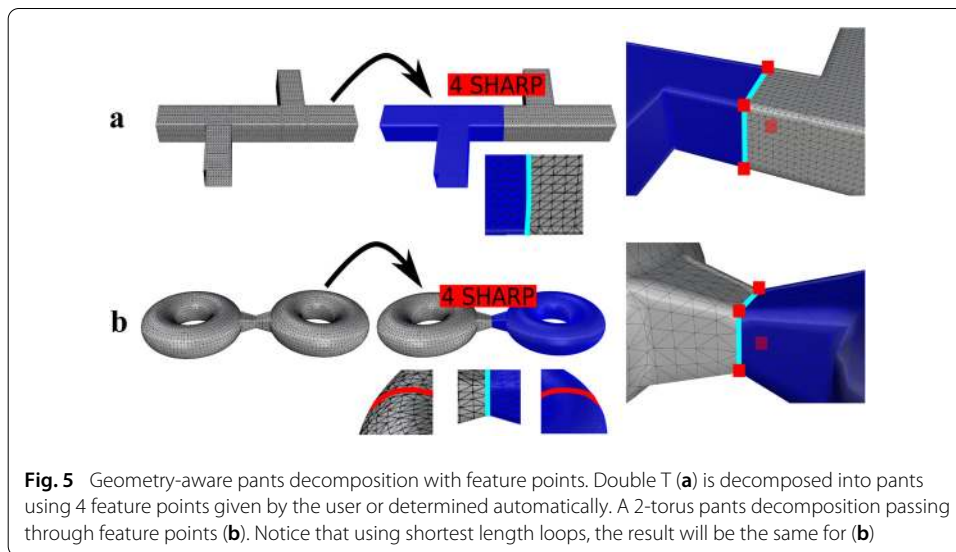 4 SHARP
a
4 SHARP
b
Fig. 5 Geometry-aware pants decomposition with feature points. Double T (a) is decomposed into pants
using 4 feature points given by the user or determined automatically. A 2-torus pants decomposition passing
through feature points (b). Notice that using shortest length loops, the result will be the same for (b)